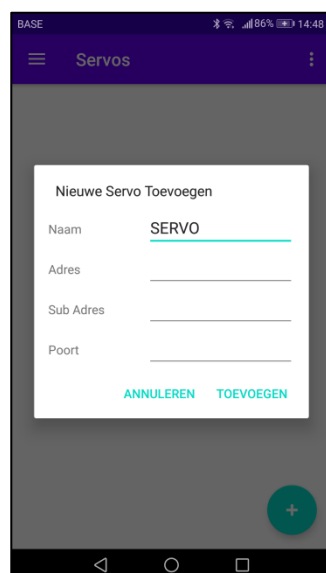 BASE 86% 14:48
Servos
Nieuwe Servo Toevoegen
Naam SERVO
Adres
Sub Adres
Poort
ANNULEREN TOEVOEGEN